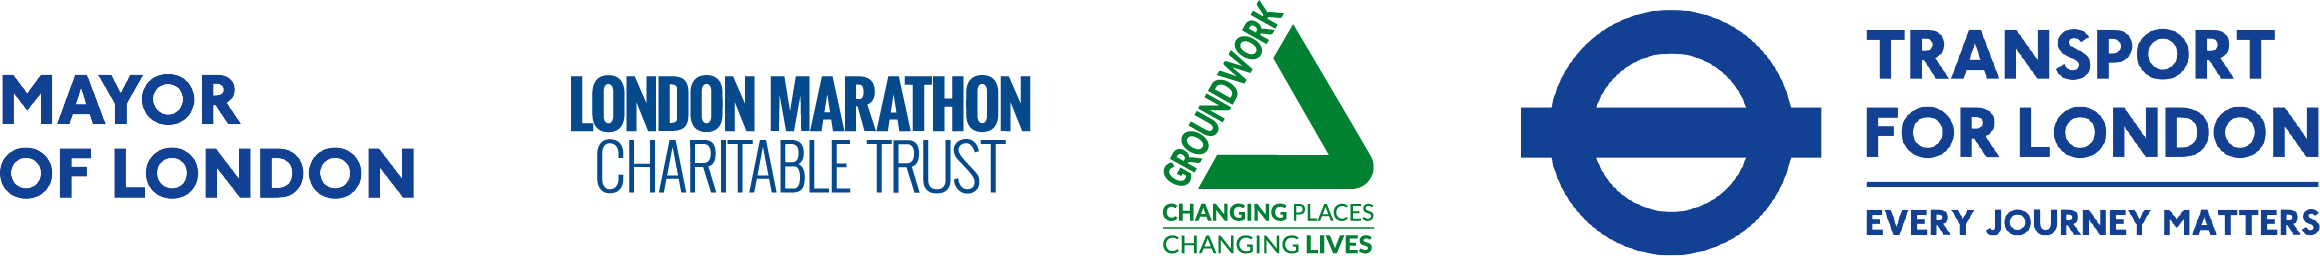 MAYOR
OF LONDON
LONDON MARATHON
CHARITABLE TRUST
GROUNDWORK
CHANGING PLACES
CHANGING LIVES
TRANSPORT
FOR LONDON
EVERY JOURNEY MATTERS